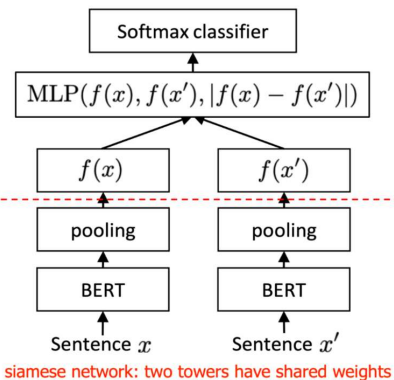 Softmax classifier
MLP(f(x), f(x′), |f(x) − f(x′)|)
f(x) f(x′)
pooling pooling
BERT BERT
Sentence x Sentence x′
siamese network: two towers have shared weights